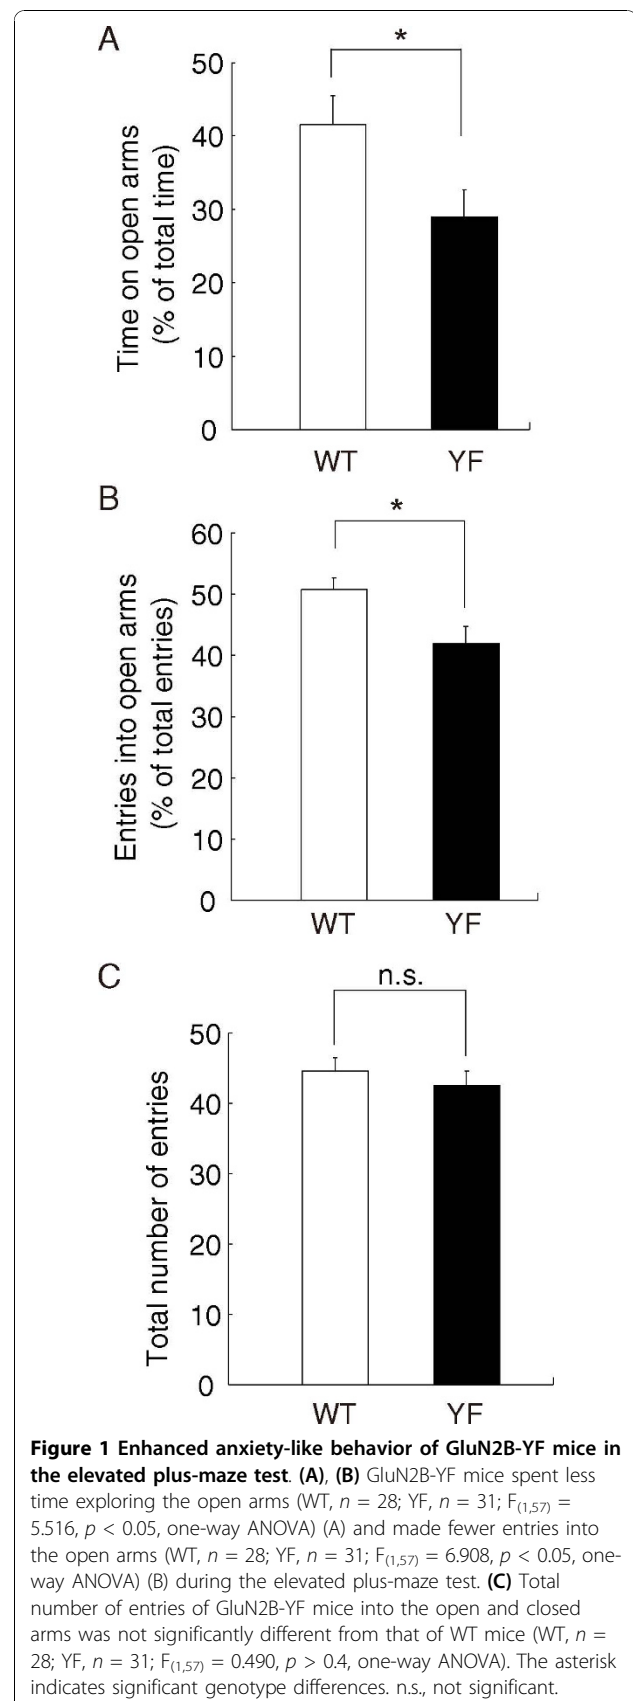 A
*
50
40
30
20
10
0
Time on open arms
(% of total time)
WT YF
B
*
60
50
40
30
20
10
0
Entries into open arms
(% of total entries)
WT YF
C
n.s.
50
40
30
20
10
0
Total number of entries
WT YF
Figure 1 Enhanced anxiety-like behavior of GluN2B-YF mice in
the elevated plus-maze test. (A), (B) GluN2B-YF mice spent less
time exploring the open arms (WT, n = 28; YF, n = 31; F(1,57) =
5.516, p < 0.05, one-way ANOVA) (A) and made fewer entries into
the open arms (WT, n = 28; YF, n = 31; F(1,57) = 6.908, p < 0.05, one-
way ANOVA) (B) during the elevated plus-maze test. (C) Total
number of entries of GluN2B-YF mice into the open and closed
arms was not significantly different from that of WT mice (WT, n =
28; YF, n = 31; F(1,57) = 0.490, p > 0.4, one-way ANOVA). The asterisk
indicates significant genotype differences. n.s., not significant.